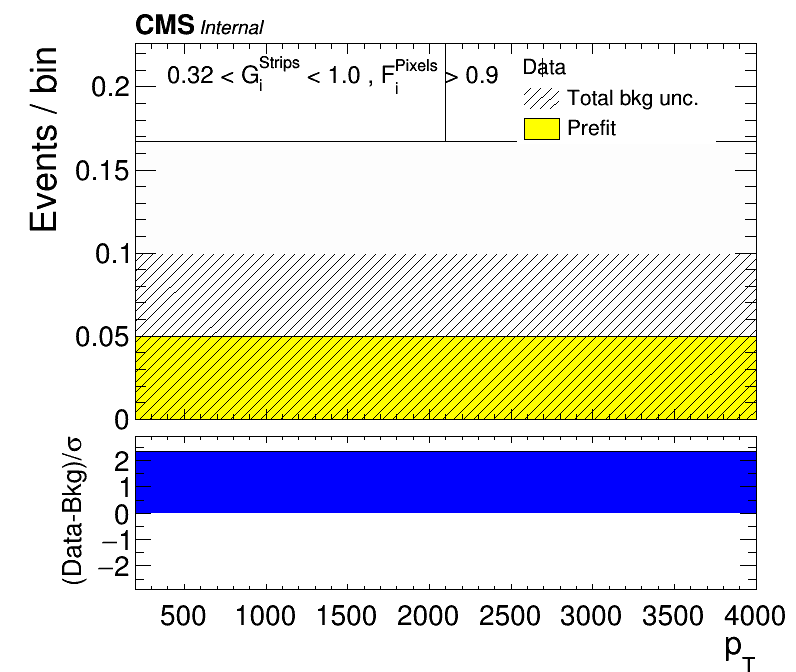 CMS Internal
0.32 < G_i^Strips < 1.0 , F_i^Pixels > 0.9
Data
Total bkg unc.
Prefit
Events / bin
0.2
0.15
0.1
0.05
0
(Data-Bkg)/σ
2
1
0
−1
−2
500 1000 1500 2000 2500 3000 3500 4000
p_T